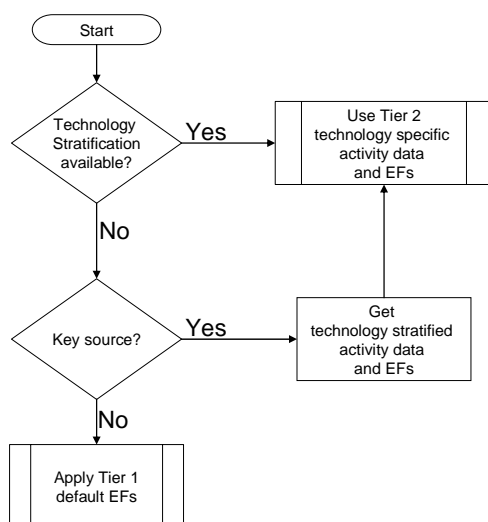 Start
Technology
Stratification
available?
Yes
Use Tier 2
technology specific
activity data
and EFs
No
Key source?
Yes
Get
technology stratified
activity data
and EFs
No
Apply Tier 1
default EFs